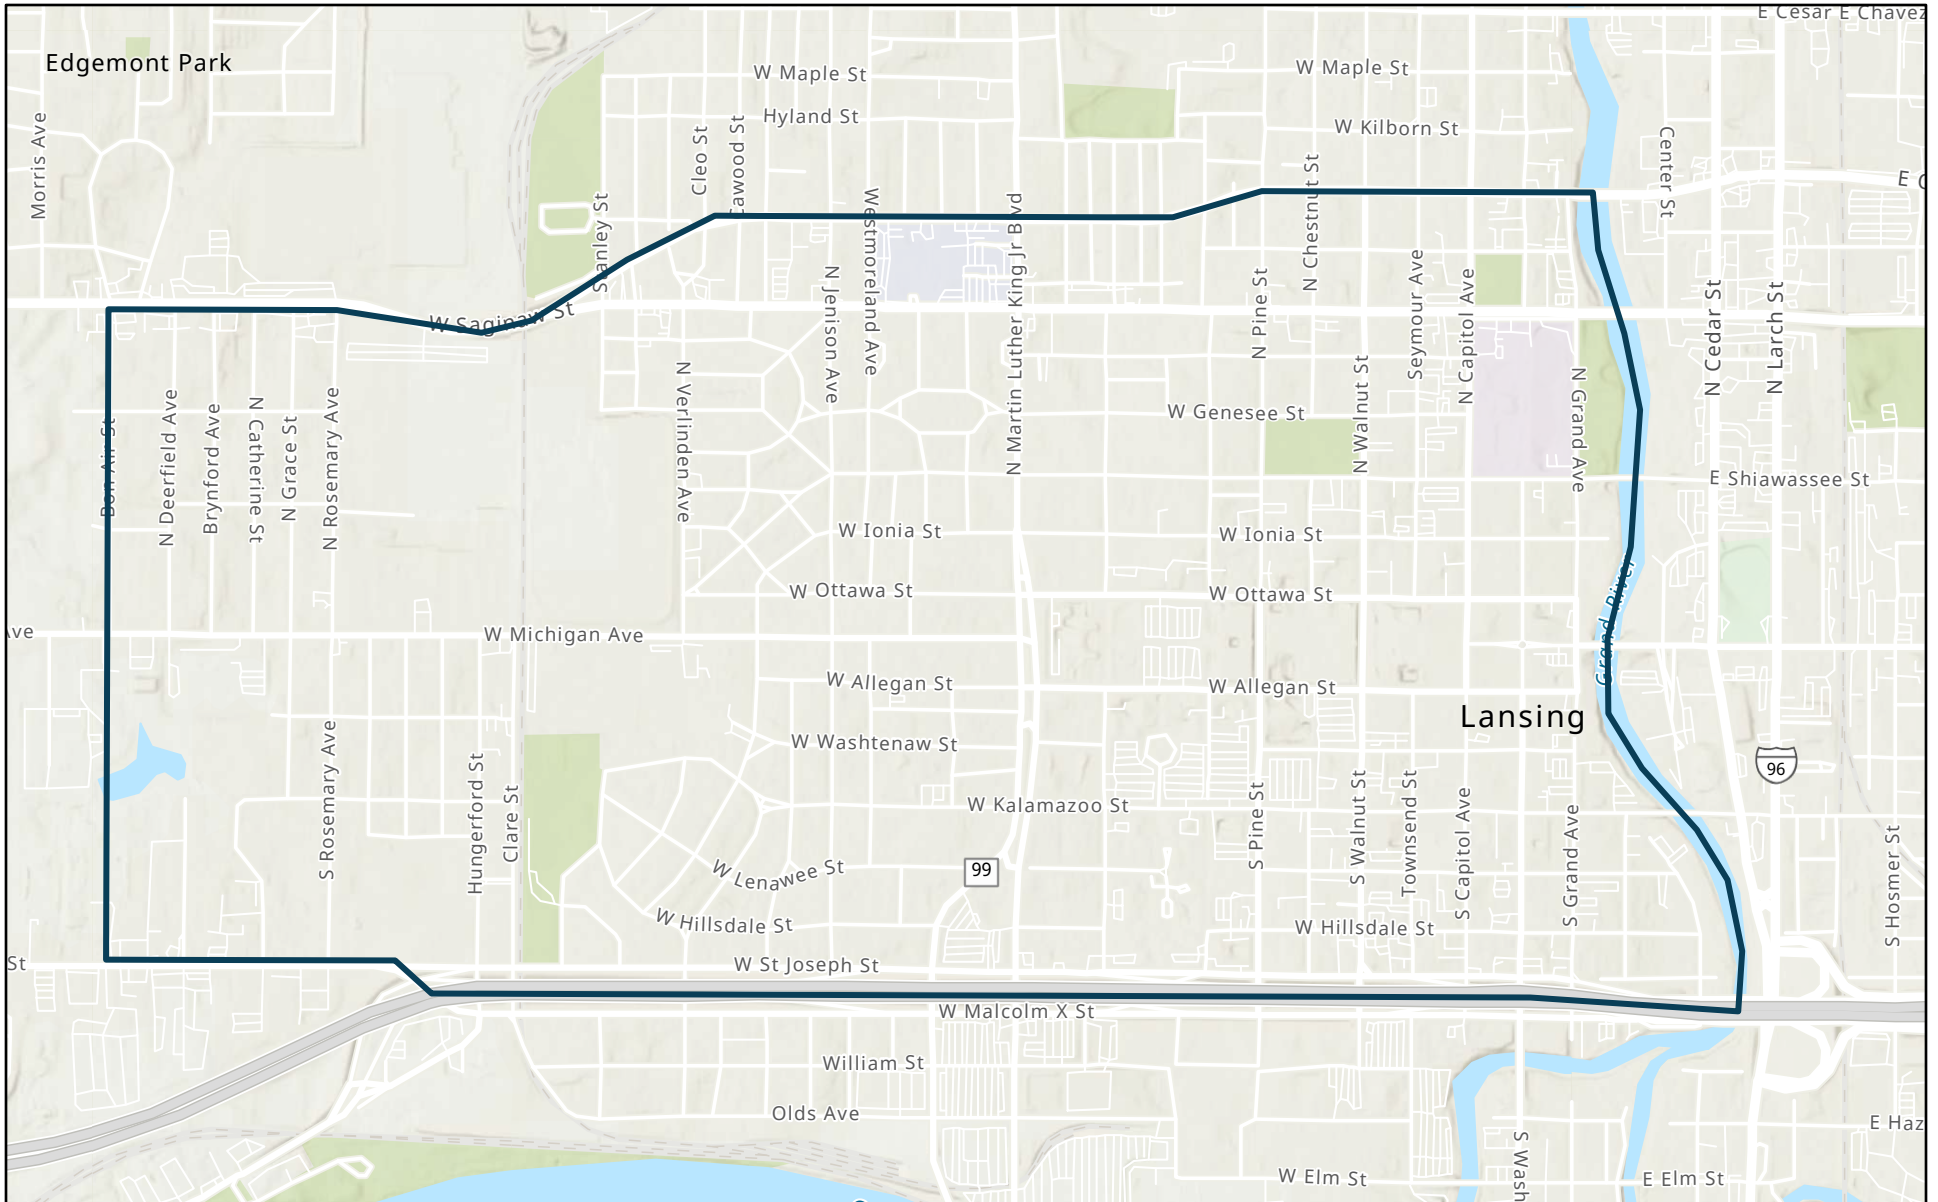 E Cesar E Chavez
Edgemont Park
W Maple St
W Maple St
Hyland St
W Kilborn St
Morris Ave
Cleo St
Cawood St
N Chestnut St
Center St
E C
Stanley St
Westmoreland Ave
N Martin Luther King Jr Blvd
N Jenison Ave
N Pine St
Seymour Ave
N Capitol Ave
N Cedar St
N Larch St
W Saginaw St
N Verlinden Ave
N Walnut St
N Grand Ave
Bon Air St
N Deerfield Ave
Brynford Ave
N Catherine St
N Grace St
N Rosemary Ave
W Genesee St
E Shiawassee St
W Ionia St
W Ionia St
W Ottawa St
W Ottawa St
Grand River
Ave
W Michigan Ave
W Allegan St
W Allegan St
Lansing
W Washtenaw St
96
S Rosemary Ave
Hungerford St
Clare St
W Kalamazoo St
S Pine St
S Walnut St
Townsend St
S Capitol Ave
S Grand Ave
S Hosmer St
W Lenawee St
99
W Hillsdale St
W Hillsdale St
St
W St Joseph St
W Malcolm X St
William St
Olds Ave
E Haz
S Wash
W Elm St
E Elm St